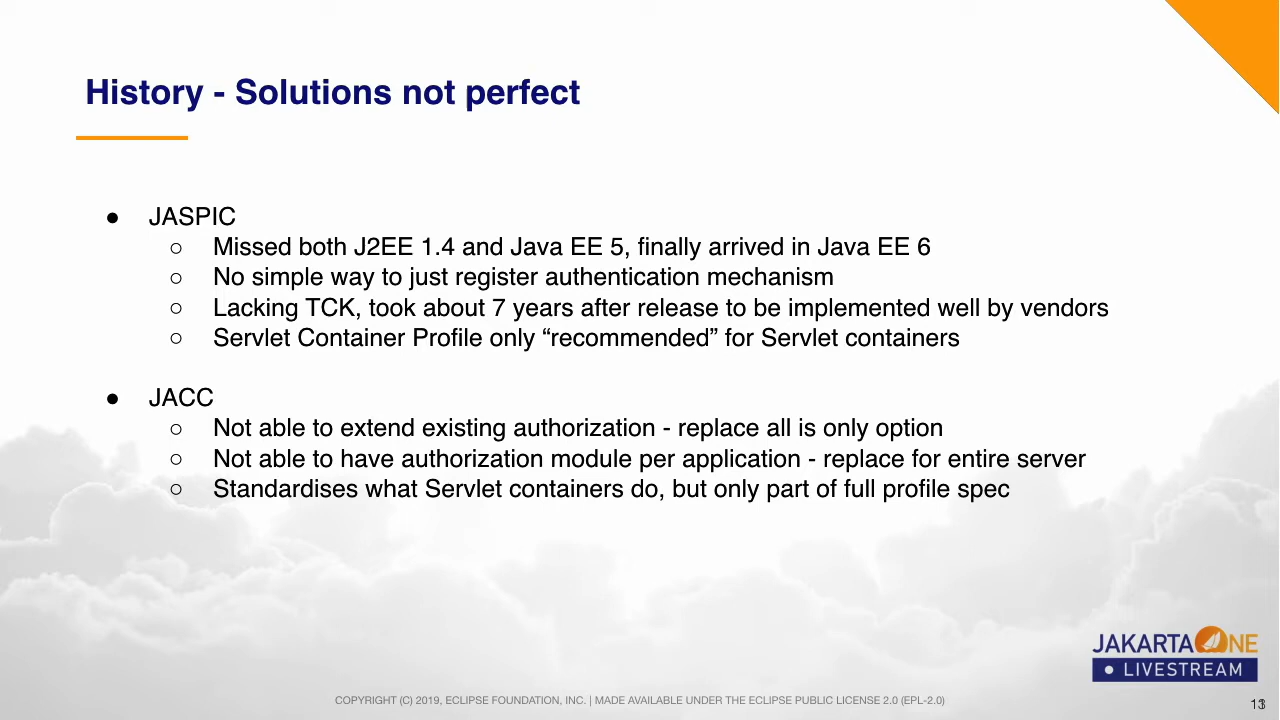 History - Solutions not perfect
● JASPIC
○ Missed both J2EE 1.4 and Java EE 5, finally arrived in Java EE 6
○ No simple way to just register authentication mechanism
○ Lacking TCK, took about 7 years after release to be implemented well by vendors
○ Servlet Container Profile only “recommended” for Servlet containers
● JACC
○ Not able to extend existing authorization - replace all is only option
○ Not able to have authorization module per application - replace for entire server
○ Standardises what Servlet containers do, but only part of full profile spec
JAKARTA ONE
• LIVESTREAM
COPYRIGHT (C) 2019, ECLIPSE FOUNDATION, INC. | MADE AVAILABLE UNDER THE ECLIPSE PUBLIC LICENSE 2.0 (EPL-2.0)